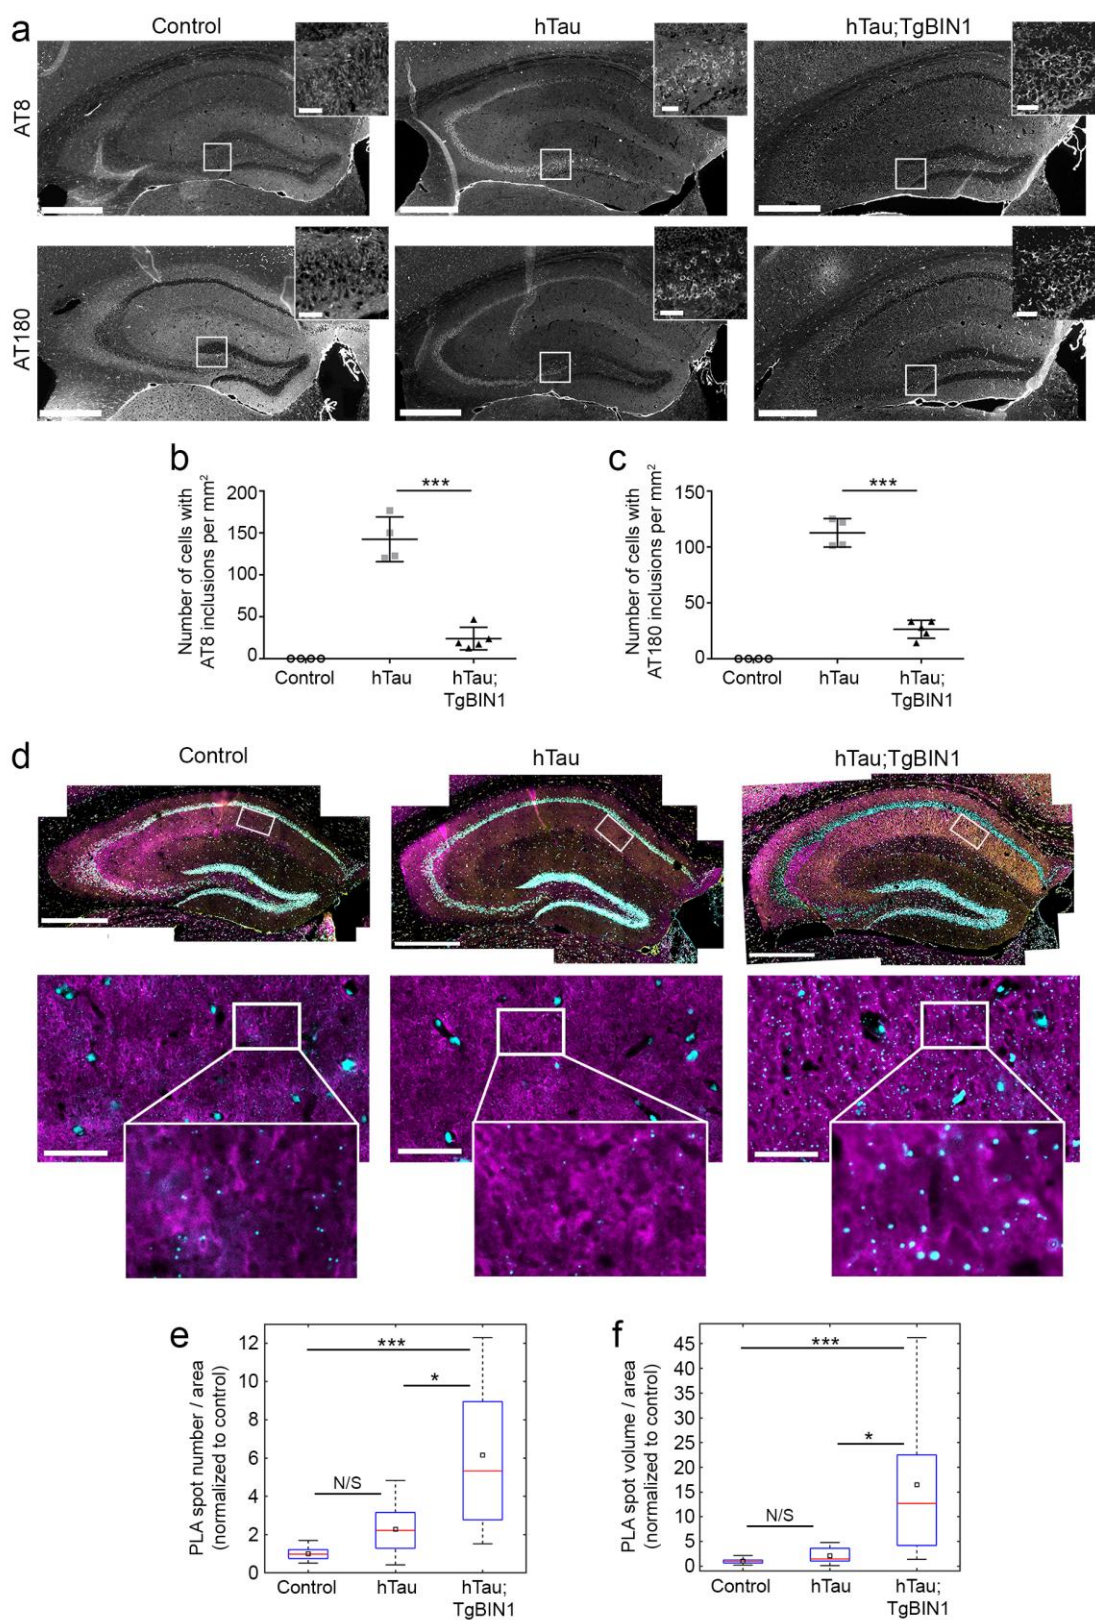 a
Control
hTau
hTau;TgBIN1
AT8
AT180
b
Number of cells with
AT8 inclusions per mm²
200
150
100
50
0
***
Control
hTau
hTau;
TgBIN1
c
Number of cells with
AT180 inclusions per mm²
150
100
50
0
***
Control
hTau
hTau;
TgBIN1
d
Control
hTau
hTau;TgBIN1
e
PLA spot number / area
(normalized to control)
12
10
8
6
4
2
0
***
*
N/S
Control
hTau
hTau;
TgBIN1
f
PLA spot volume / area
(normalized to control)
45
40
35
30
25
20
15
10
5
0
***
*
N/S
Control
hTau
hTau;
TgBIN1